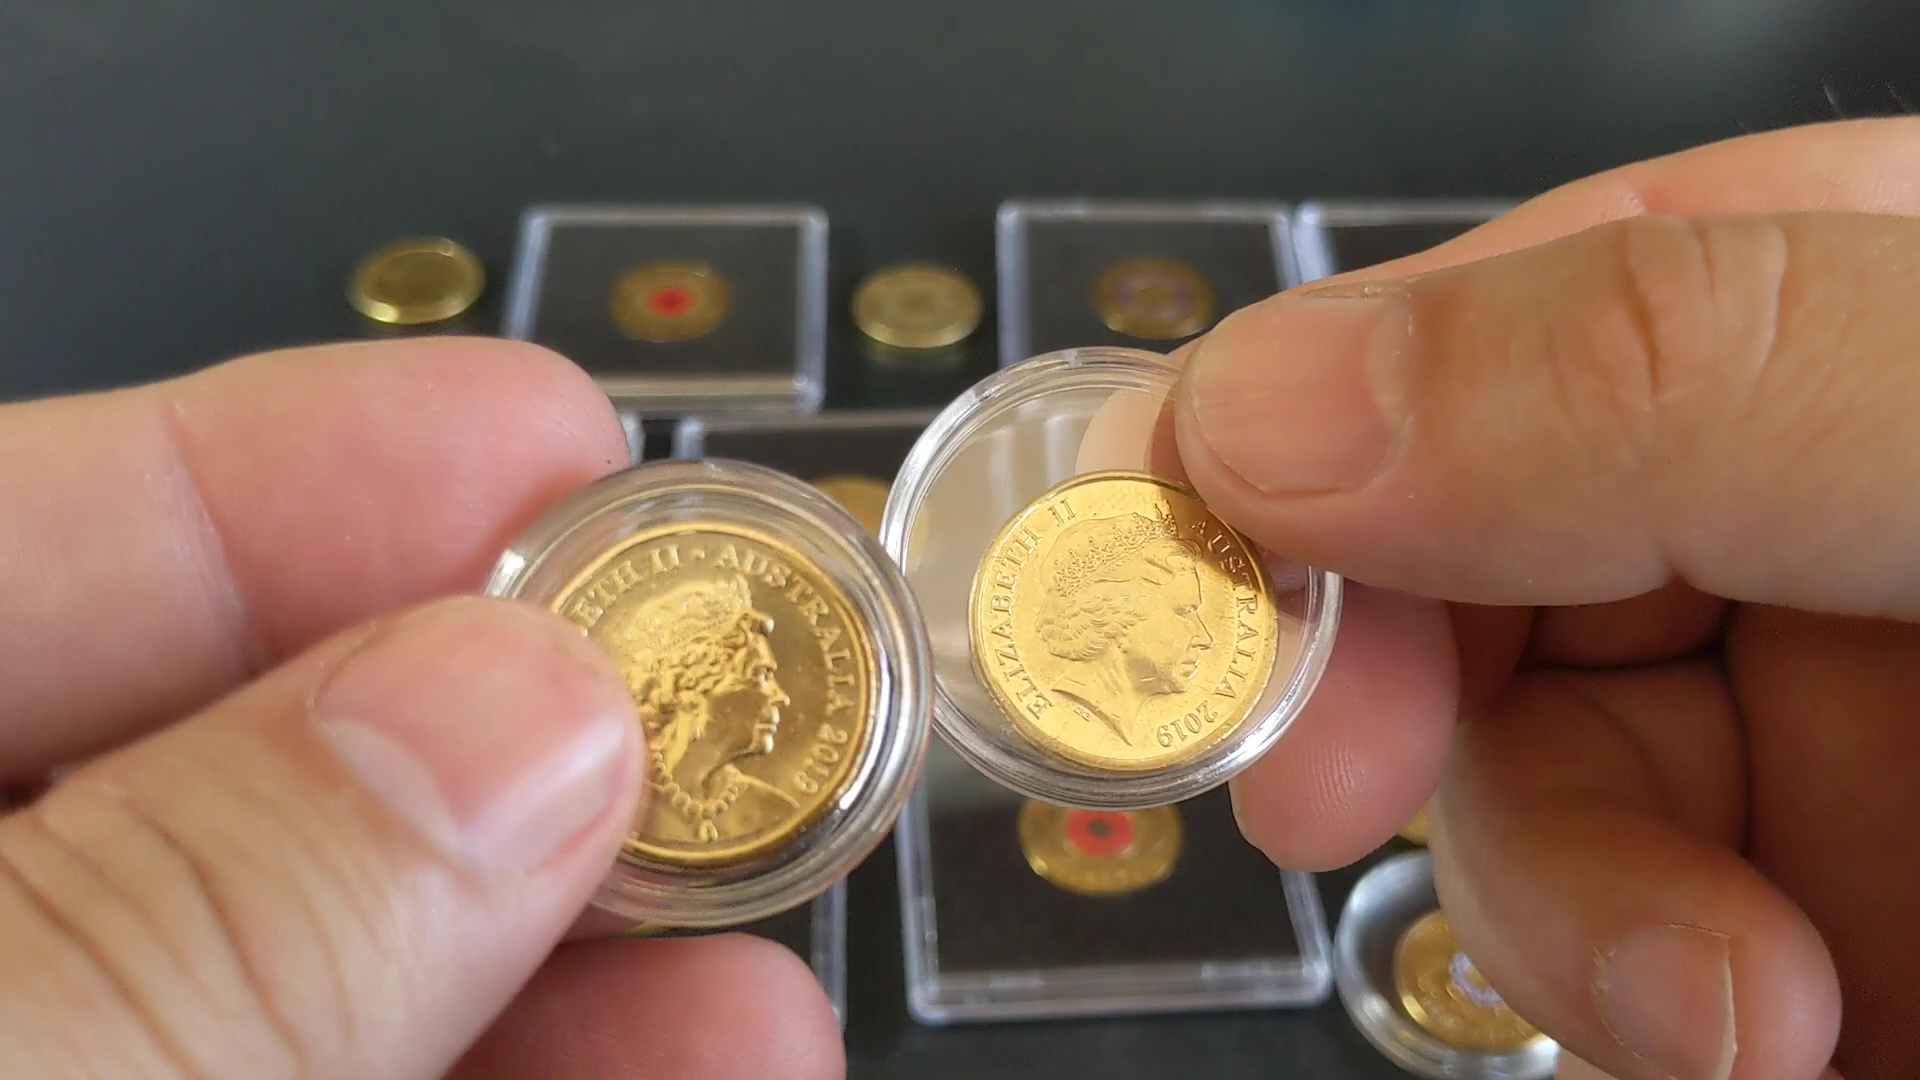 ETH II • AUSTRALIA 2019
ELIZABETH II AUSTRALIA 2019